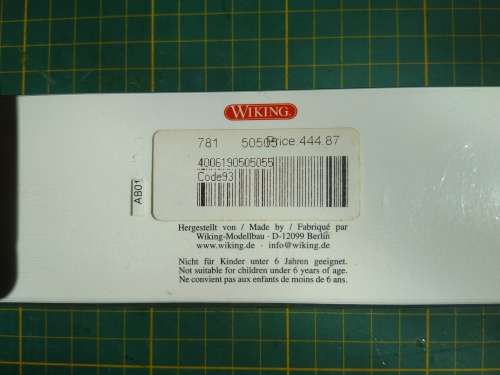 WIKING
781 50505 Price 444.87
4006190505055
Code93
AB01
Hergestellt von / Made by / Fabriqué par
Wiking-Modellbau · D-12099 Berlin
www.wiking.de · info@wiking.de
Nicht für Kinder unter 6 Jahren geeignet.
Not suitable for children under 6 years of age.
Ne convient pas aux enfants de moins de 6 ans.